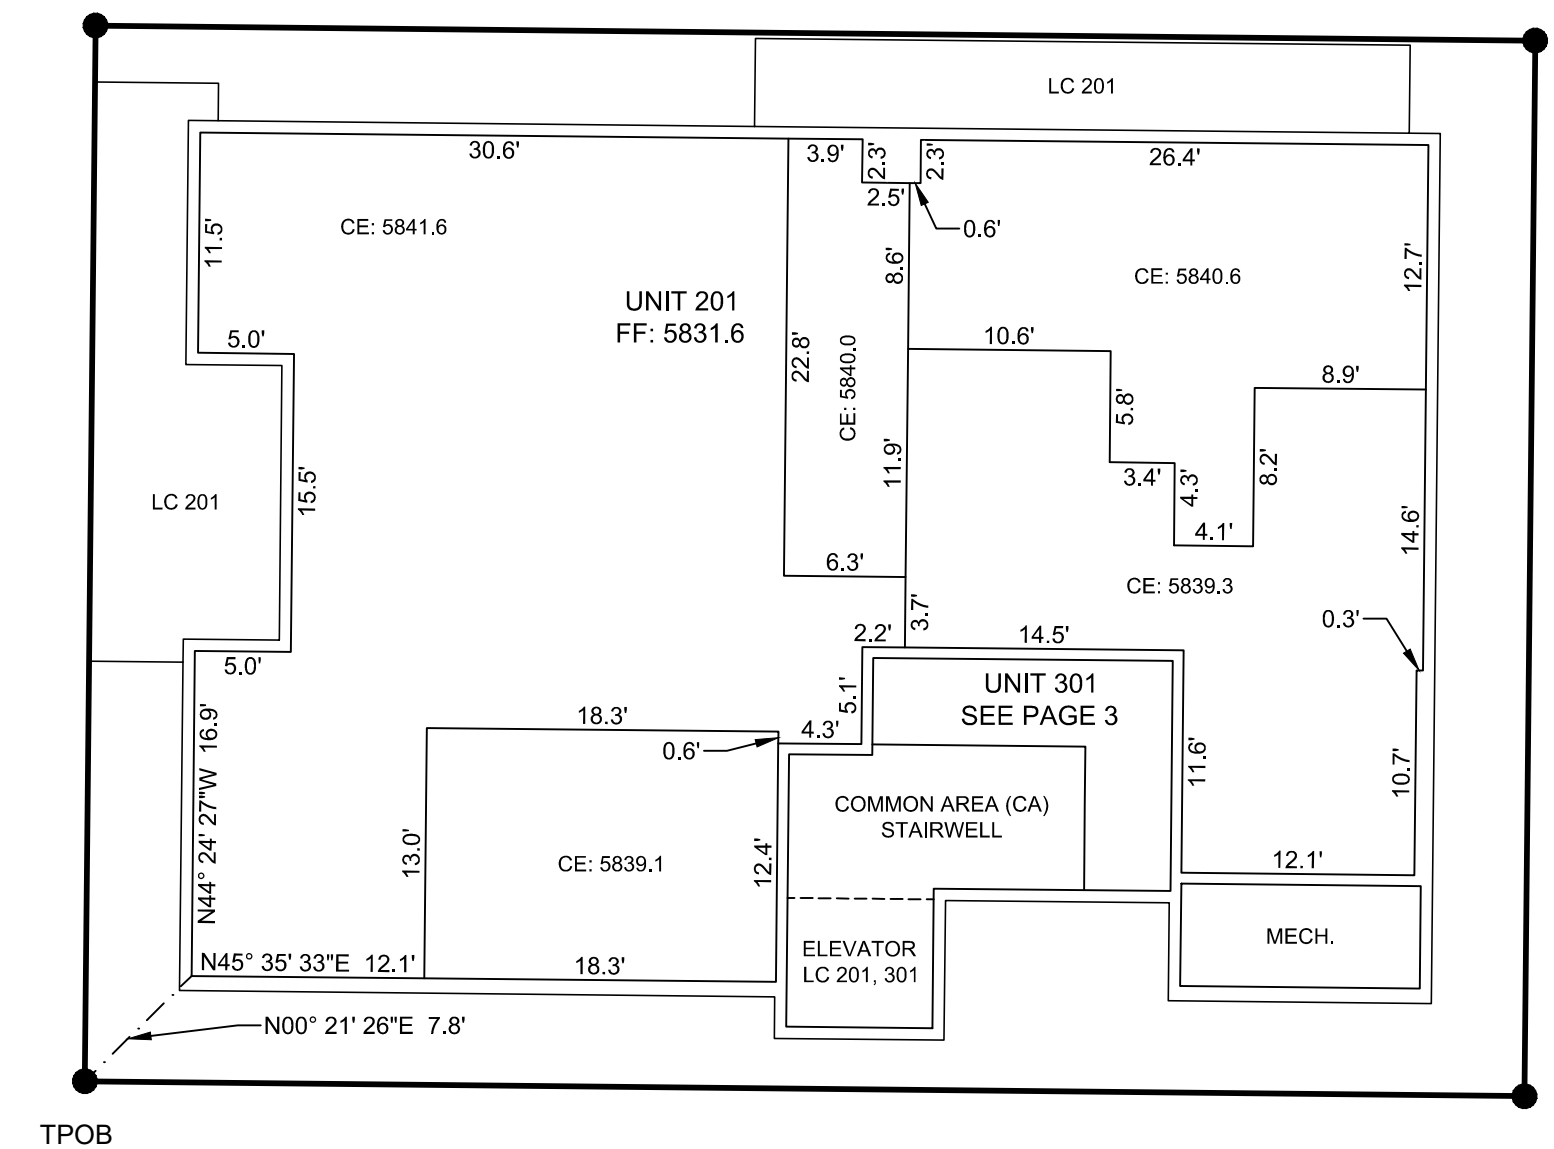 LC 201
30.6'
3.9'
2.3'
2.3'
26.4'
2.5'
0.6'
11.5'
CE: 5841.6
8.6'
12.7'
CE: 5840.6
UNIT 201
FF: 5831.6
5.0'
22.8'
CE: 5840.0
10.6'
8.9'
5.8'
11.9'
3.4'
4.3'
8.2'
LC 201
15.5'
4.1'
14.6'
6.3'
CE: 5839.3
3.7'
0.3'
2.2'
14.5'
5.0'
5.1'
UNIT 301
SEE PAGE 3
18.3'
4.3'
0.6'
N44° 24' 27"W 16.9'
11.6'
10.7'
COMMON AREA (CA)
STAIRWELL
13.0'
CE: 5839.1
12.4'
12.1'
MECH.
ELEVATOR
LC 201, 301
N45° 35' 33"E 12.1'
18.3'
N00° 21' 26"E 7.8'
TPOB